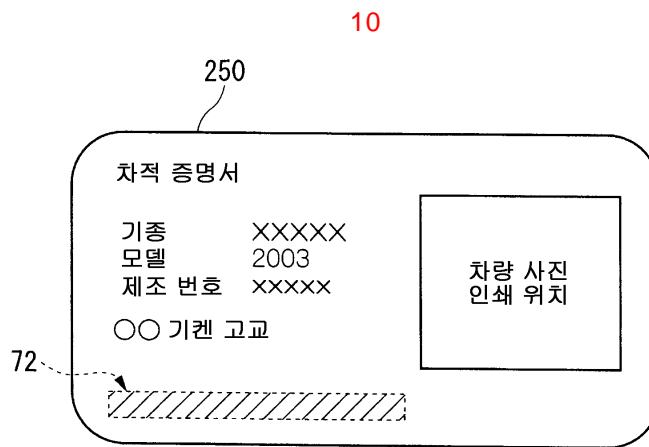 10
250
차적 증명서
기종 XXXXX
모델 2003
제조 번호 XXXXX
○○ 기켄 고교
차량 사진
인쇄 위치
72